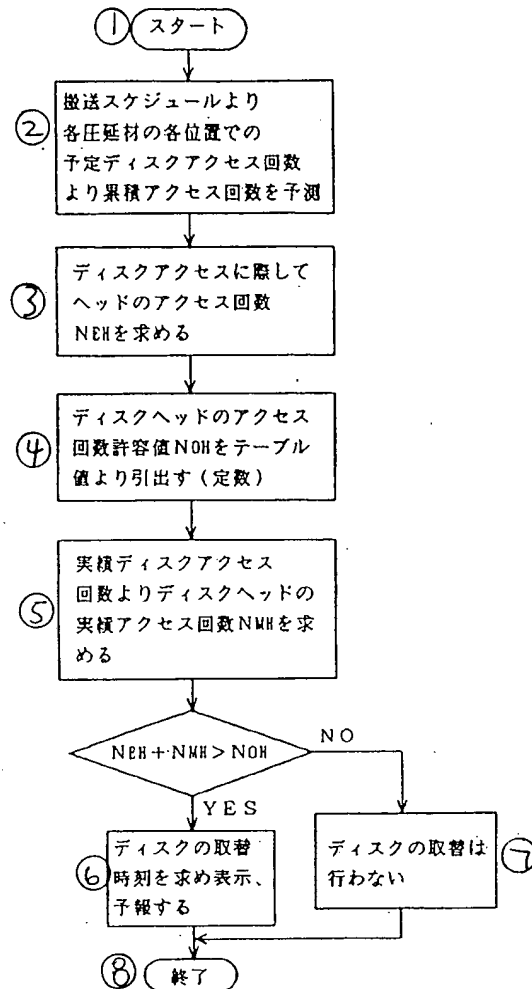 ① スタート
② 搬送スケジュールより
各圧延材の各位置での
予定ディスクアクセス回数
より累積アクセス回数を予測
③ ディスクアクセスに際して
ヘッドのアクセス回数
NEHを求める
④ ディスクヘッドのアクセス
回数許容値NOHをテーブル
値より引出す(定数)
⑤ 実績ディスクアクセス
回数よりディスクヘッドの
実績アクセス回数NMHを求
める
NEH+NMH>NOH
NO
YES
⑥ ディスクの取替
時刻を求め表示、
予報する
⑦ ディスクの取替は
行わない
⑧ 終了